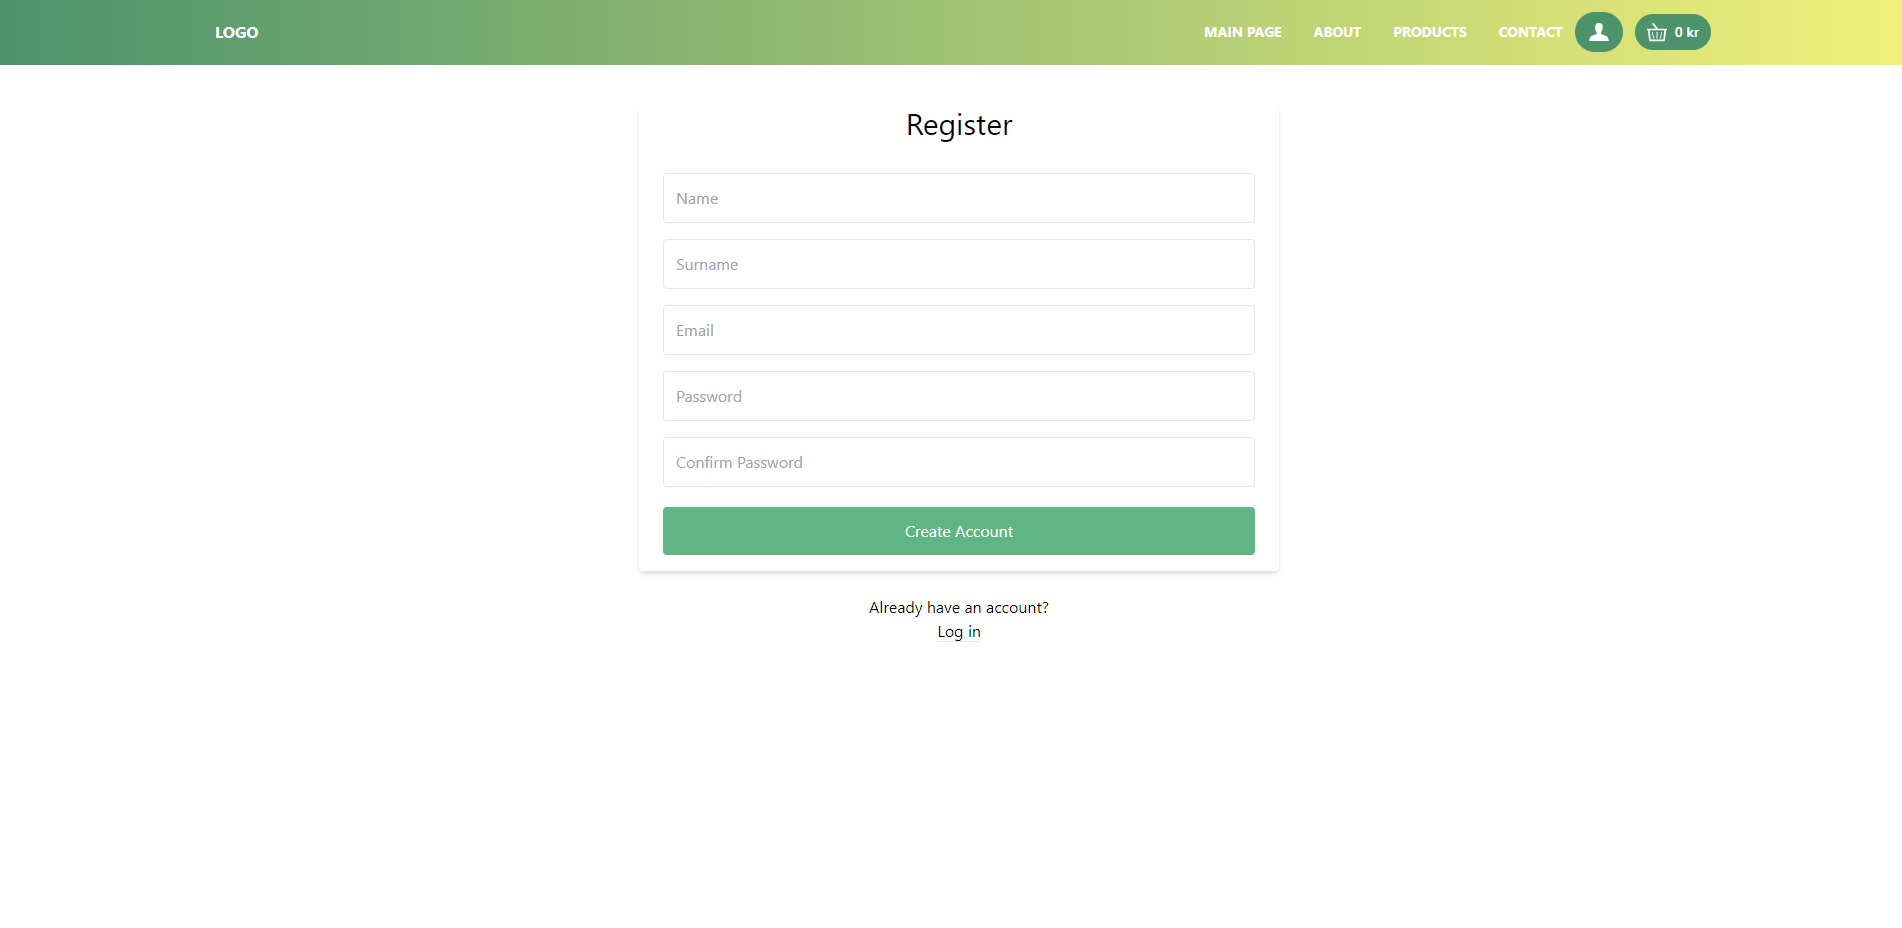 LOGO MAIN PAGE ABOUT PRODUCTS CONTACT 0 kr
Register
Name
Surname
Email
Password
Confirm Password
Create Account
Already have an account?
Log in